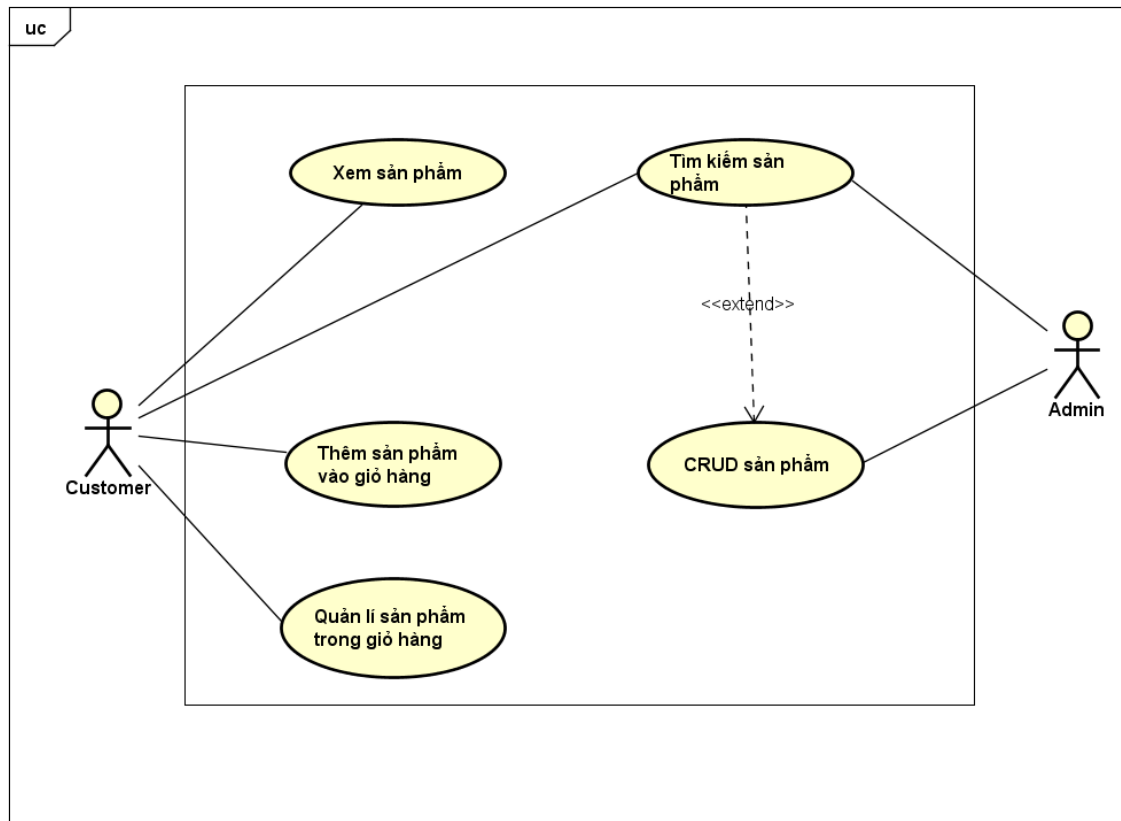 uc
Xem sản phẩm
Tìm kiếm sản
phẩm
<<extend>>
Customer
Admin
Thêm sản phẩm
vào giỏ hàng
CRUD sản phẩm
Quản lí sản phẩm
trong giỏ hàng